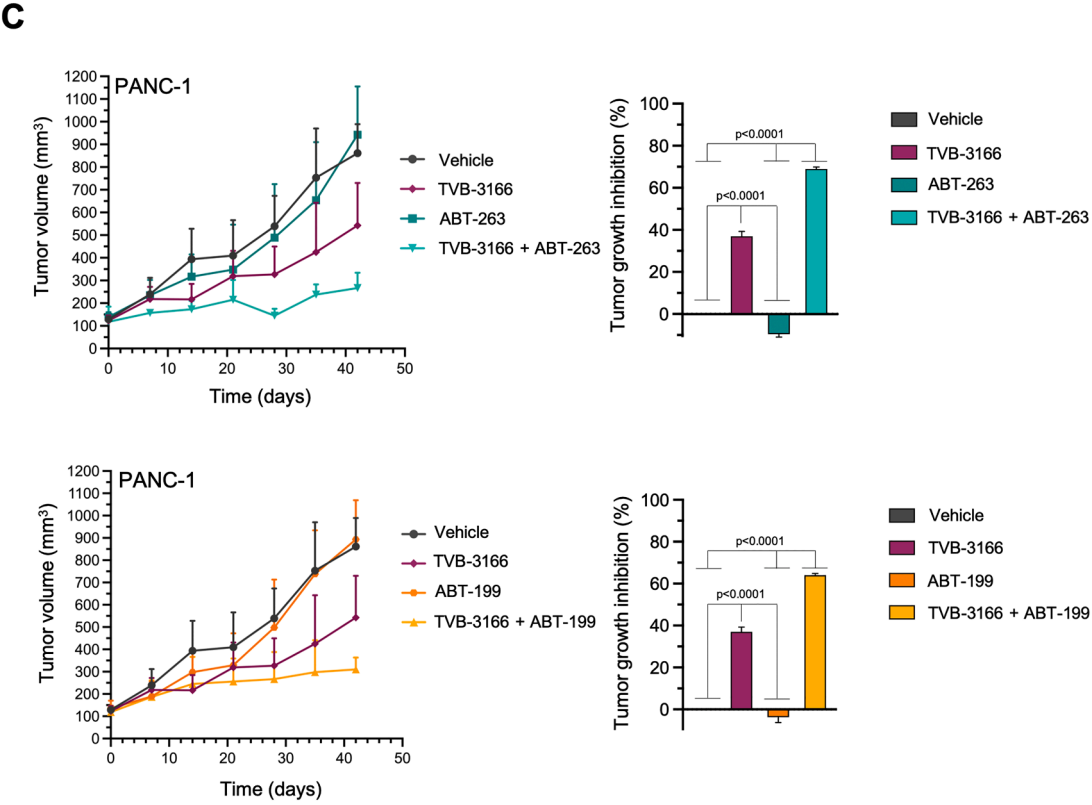 C
PANC-1
1200
1100
1000
900
800
700
600
500
400
300
200
100
0
Tumor volume (mm³)
0 10 20 30 40 50
Time (days)
Vehicle
TVB-3166
ABT-263
TVB-3166 + ABT-263
100
80
60
40
20
0
Tumor growth inhibition (%)
p<0.0001
p<0.0001
Vehicle
TVB-3166
ABT-263
TVB-3166 + ABT-263
PANC-1
1200
1100
1000
900
800
700
600
500
400
300
200
100
0
Tumor volume (mm³)
0 10 20 30 40 50
Time (days)
Vehicle
TVB-3166
ABT-199
TVB-3166 + ABT-199
100
80
60
40
20
0
Tumor growth inhibition (%)
p<0.0001
p<0.0001
Vehicle
TVB-3166
ABT-199
TVB-3166 + ABT-199